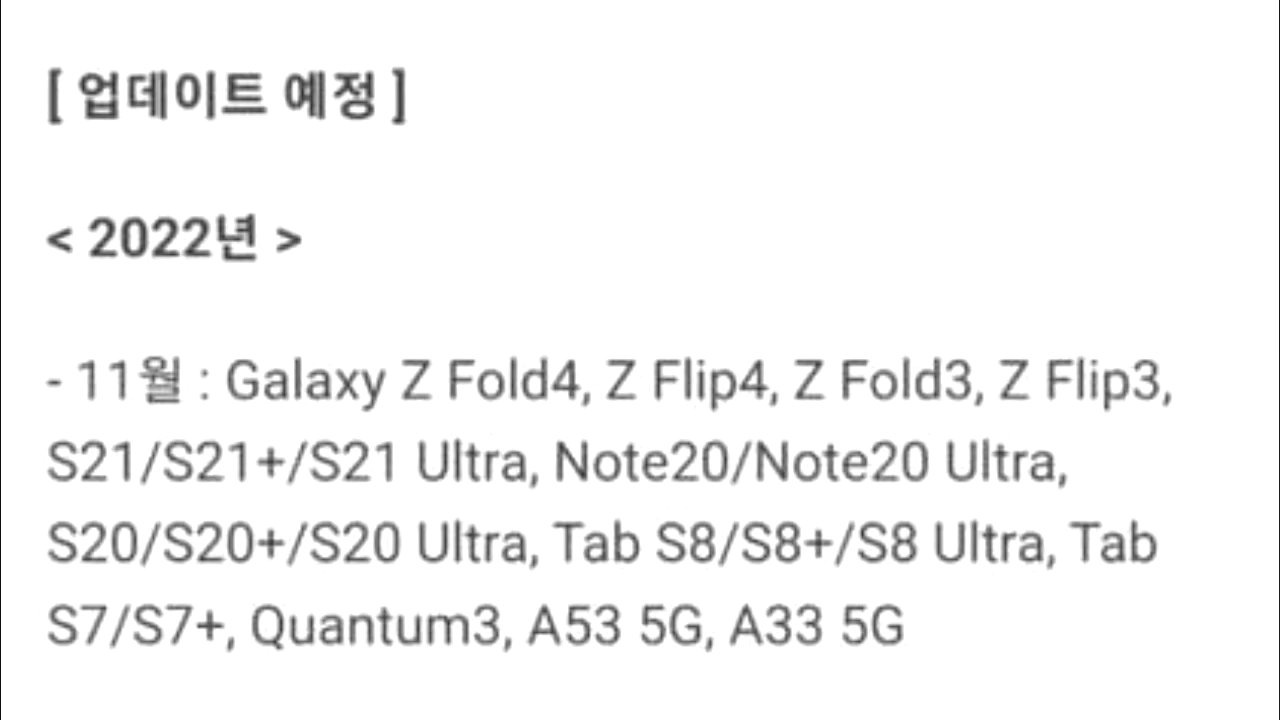 [ 업데이트 예정 ]
< 2022년 >
- 11월 : Galaxy Z Fold4, Z Flip4, Z Fold3, Z Flip3,
S21/S21+/S21 Ultra, Note20/Note20 Ultra,
S20/S20+/S20 Ultra, Tab S8/S8+/S8 Ultra, Tab
S7/S7+, Quantum3, A53 5G, A33 5G